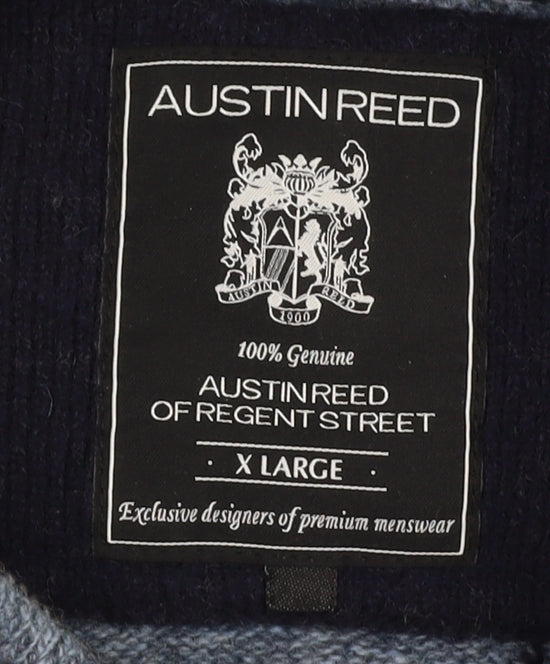 AUSTIN REED
AUSTIN REED
1900
100% Genuine
AUSTIN REED
OF REGENT STREET
· X LARGE ·
Exclusive designers of premium menswear